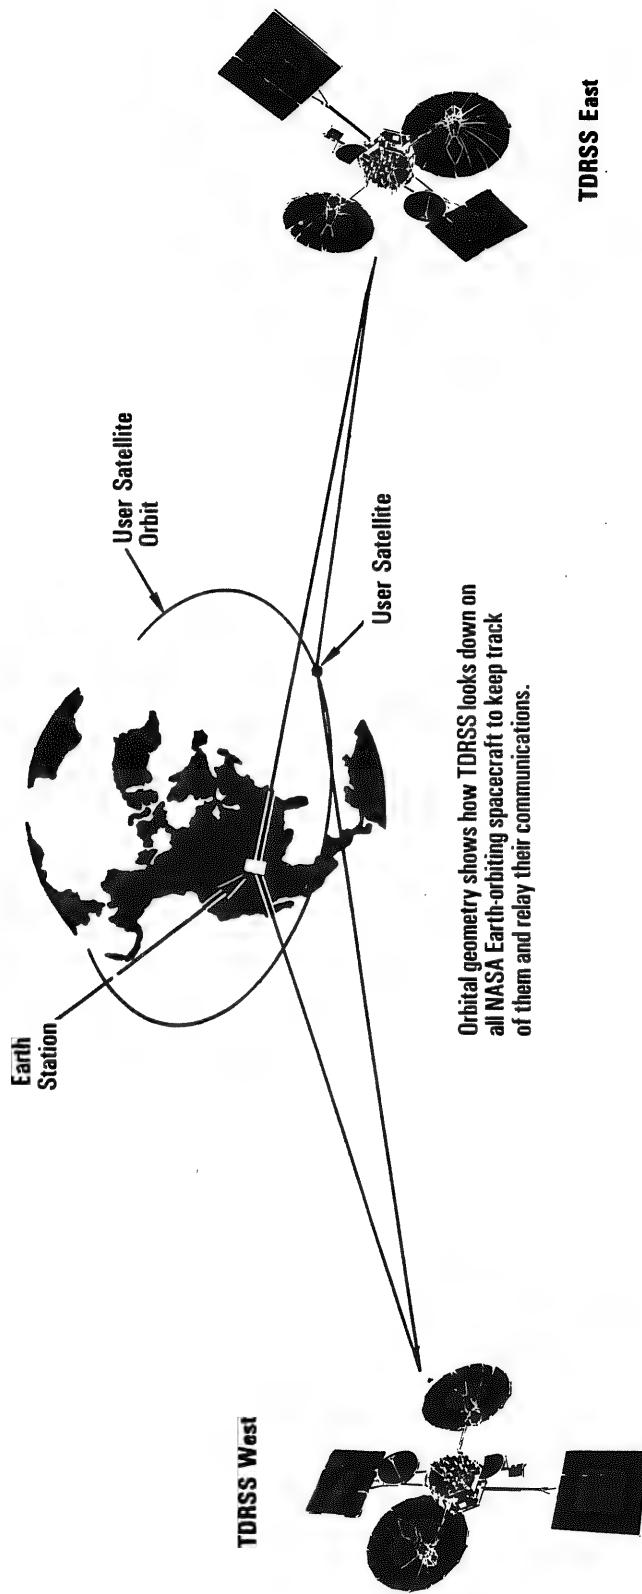 TDRSS West
Earth
Station
User Satellite
Orbit
User Satellite
TDRSS East
Orbital geometry shows how TDRSS looks down on
all NASA Earth-orbiting spacecraft to keep track
of them and relay their communications.